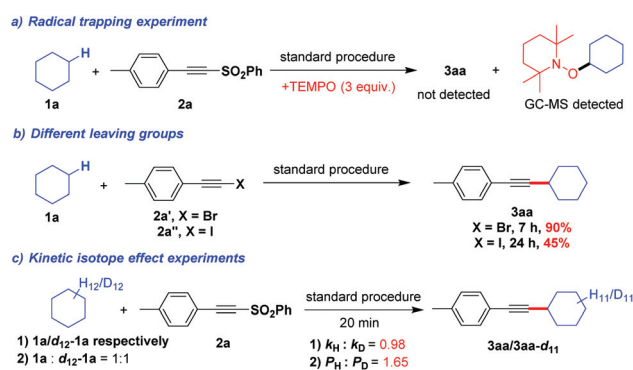 a) Radical trapping experiment
H
1a
+
SO₂Ph
2a
standard procedure
+TEMPO (3 equiv.)
3aa
not detected
+
N
O
GC-MS detected
b) Different leaving groups
H
1a
+
X
2a', X = Br
2a'', X = I
standard procedure
3aa
X = Br, 7 h, 90%
X = I, 24 h, 45%
c) Kinetic isotope effect experiments
H₁₂/D₁₂
+
SO₂Ph
2a
1) 1a/d₁₂-1a respectively
2) 1a : d₁₂-1a = 1:1
standard procedure
20 min
1) kH : kD = 0.98
2) PH : PD = 1.65
H₁₁/D₁₁
3aa/3aa-d₁₁